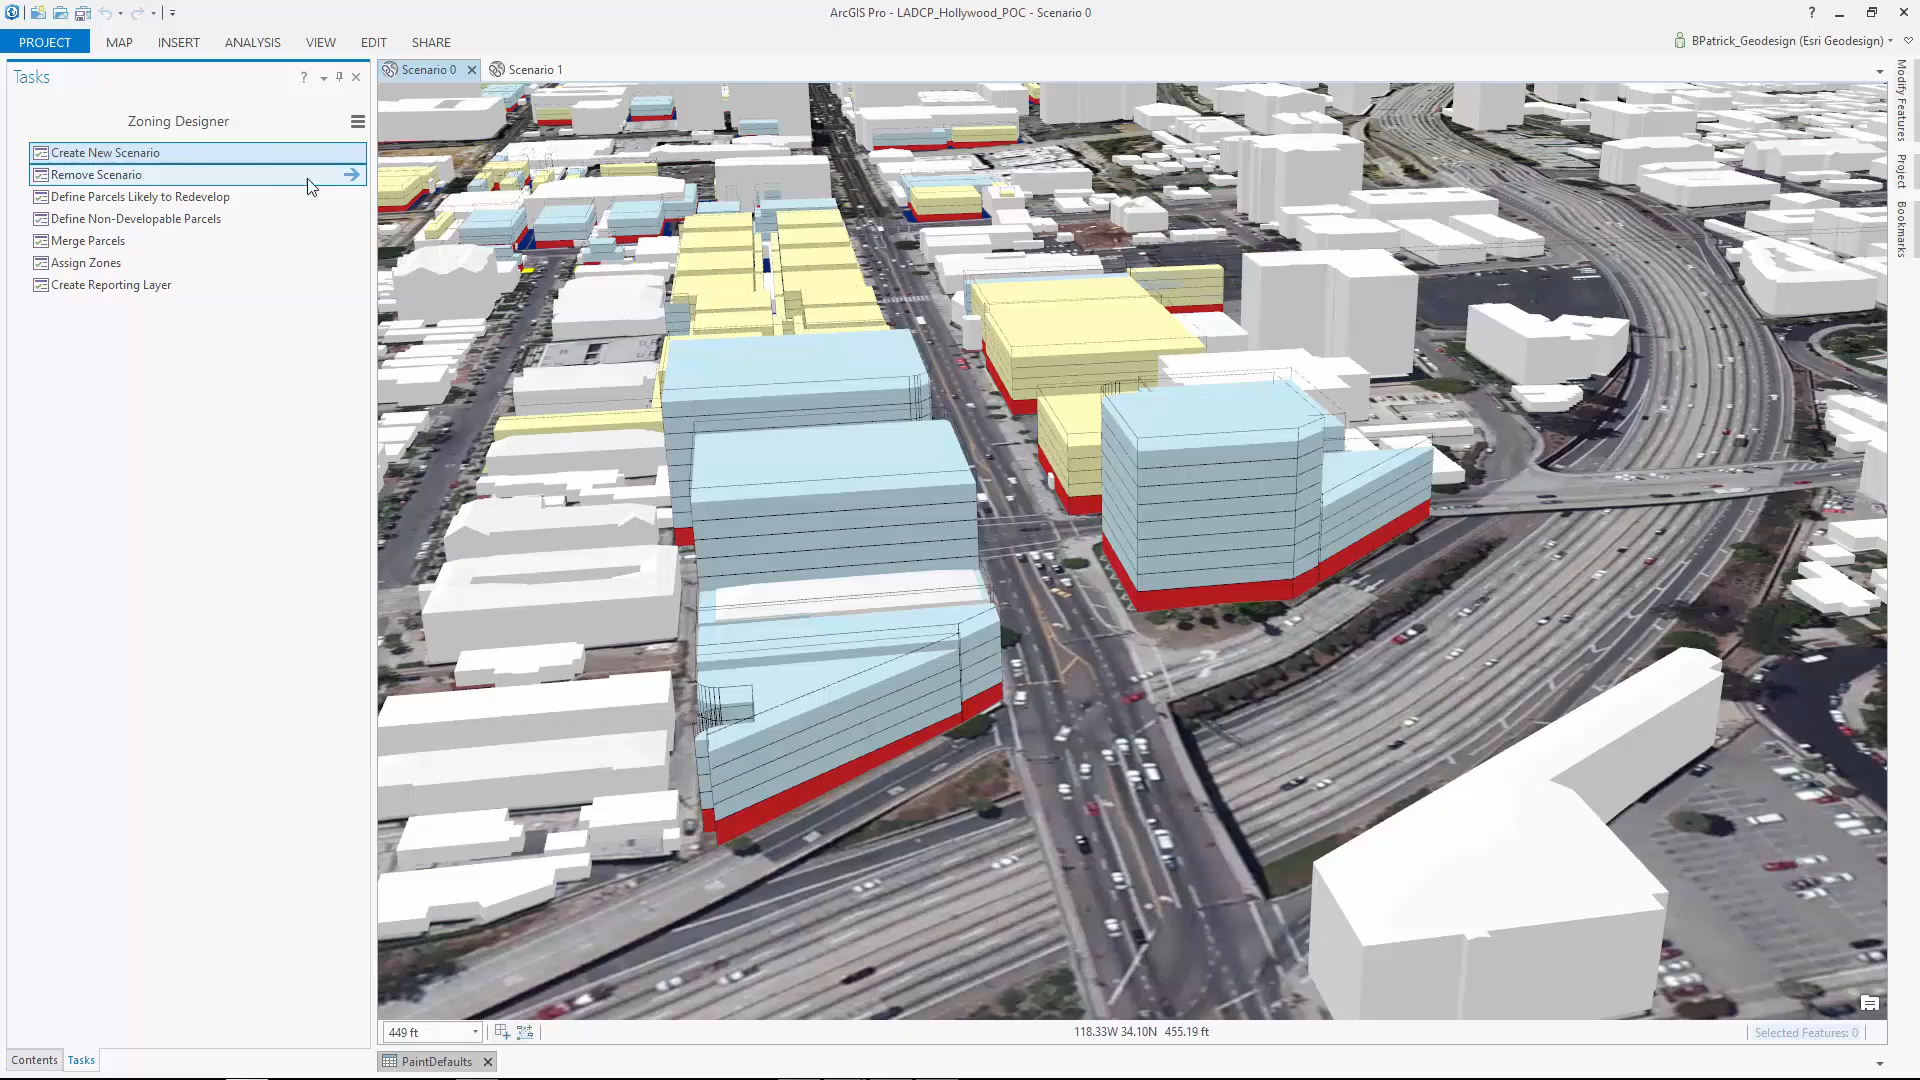 ArcGIS Pro - LADCP_Hollywood_POC - Scenario 0
PROJECT MAP INSERT ANALYSIS VIEW EDIT SHARE
BPatrick_Geodesign (Esri Geodesign)
Tasks
Scenario 0
Scenario 1
Zoning Designer
Create New Scenario
Remove Scenario
Define Parcels Likely to Redevelop
Define Non-Developable Parcels
Merge Parcels
Assign Zones
Create Reporting Layer
Modify Features
Project
Bookmarks
449 ft
118.33W 34.10N 455.19 ft
Selected Features: 0
Contents
Tasks
PaintDefaults